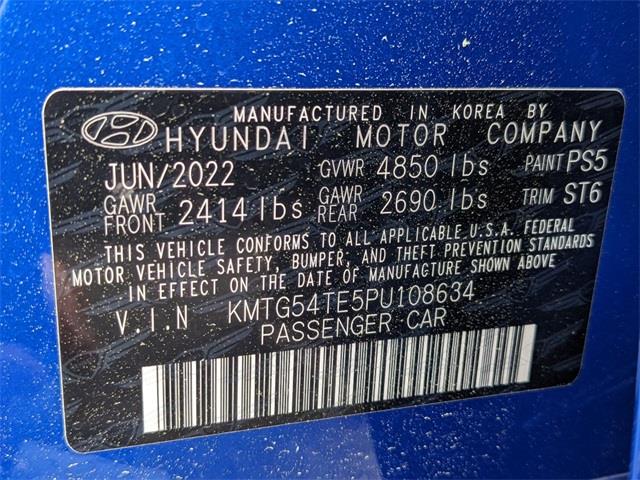 MANUFACTURED IN KOREA BY
HYUNDAI MOTOR COMPANY
JUN/2022 GVWR 4850 lbs PAINT PS5
GAWR FRONT 2414 lbs GAWR REAR 2690 lbs TRIM ST6
THIS VEHICLE CONFORMS TO ALL APPLICABLE U.S.A. FEDERAL
MOTOR VEHICLE SAFETY, BUMPER, AND THEFT PREVENTION STANDARDS
IN EFFECT ON THE DATE OF MANUFACTURE SHOWN ABOVE
V.I.N KMTG54TE5PU108634
PASSENGER CAR